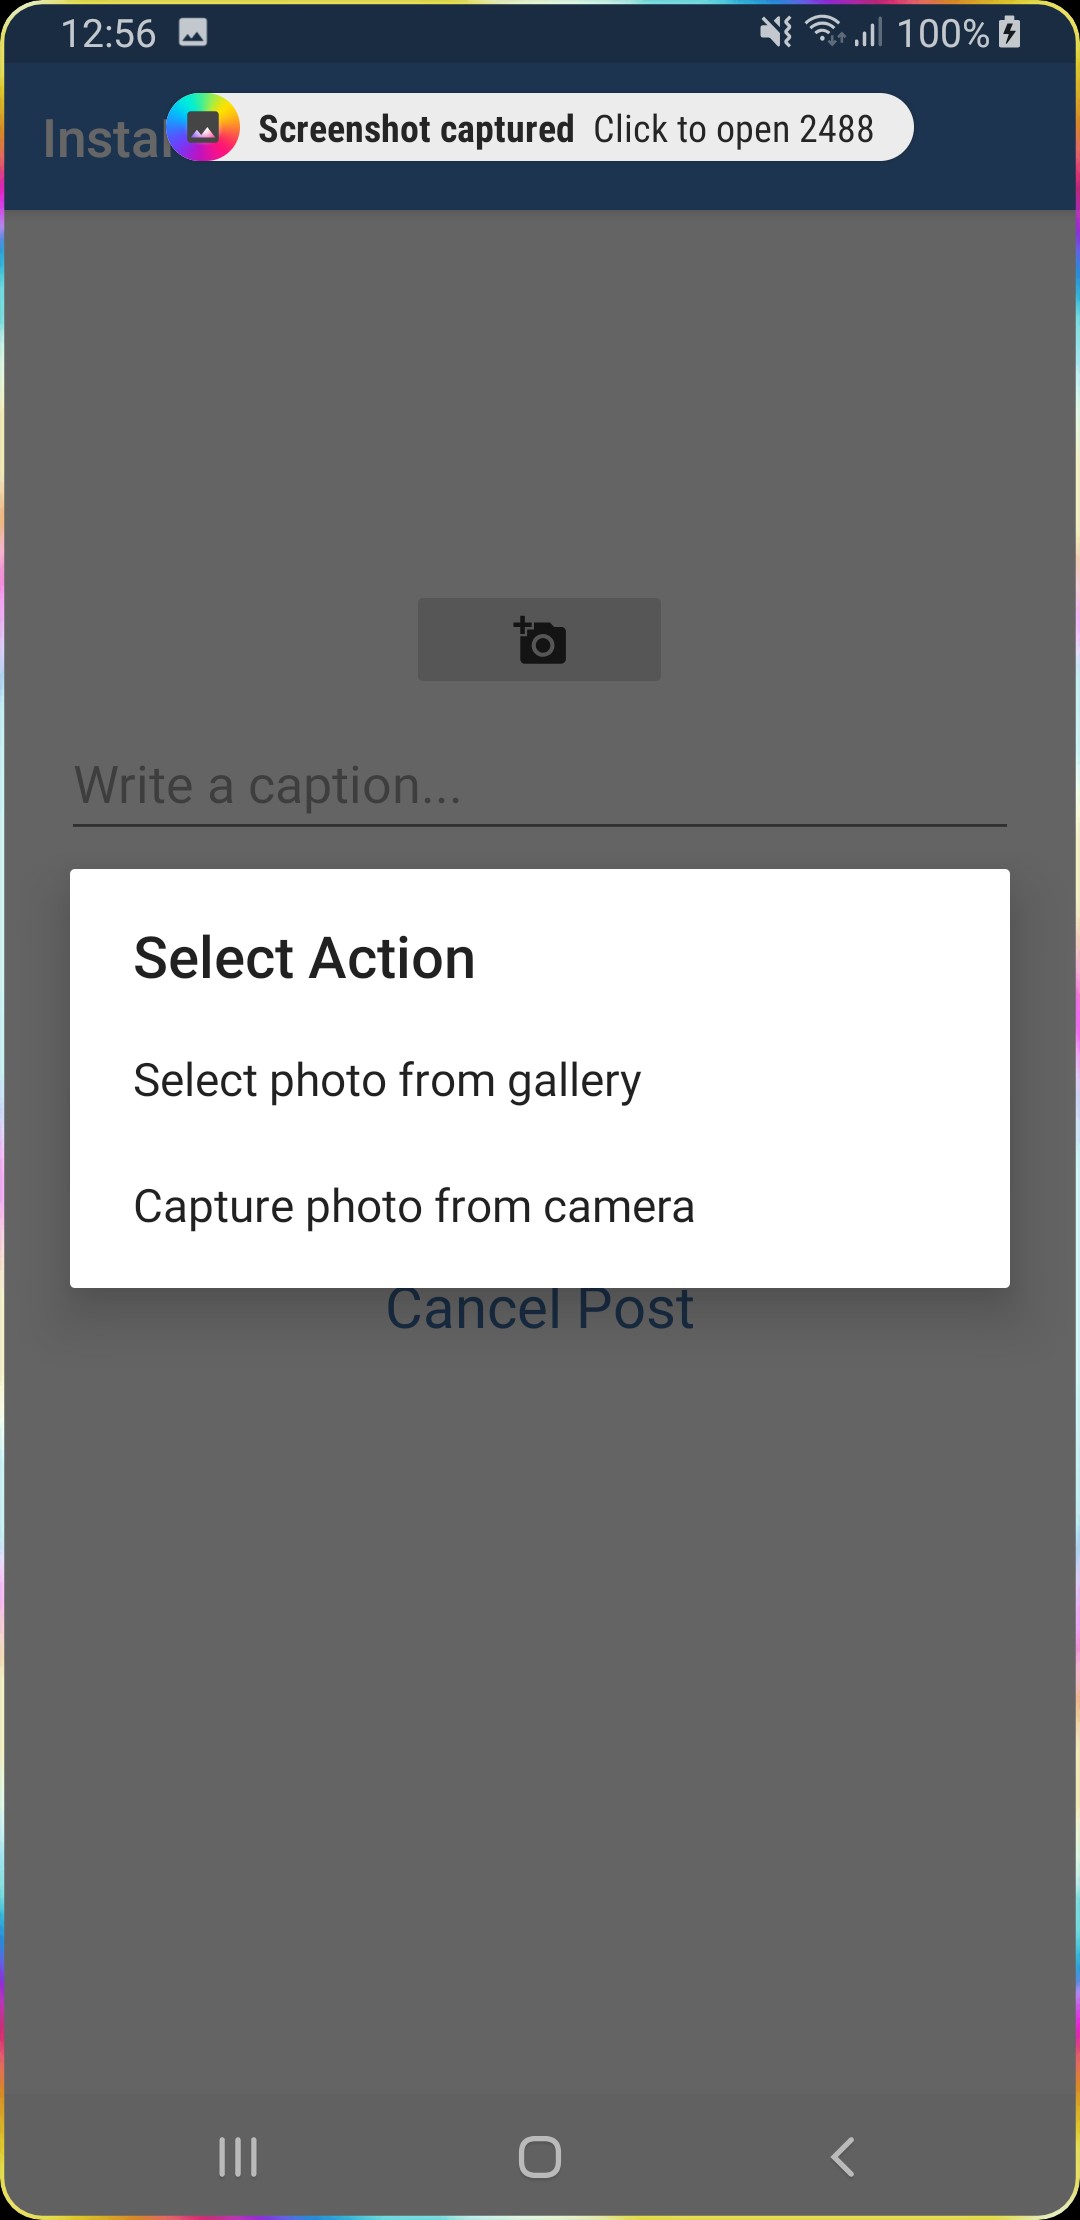 12:56
100%
Screenshot captured Click to open 2488
Write a caption...
Select Action
Select photo from gallery
Capture photo from camera
Cancel Post